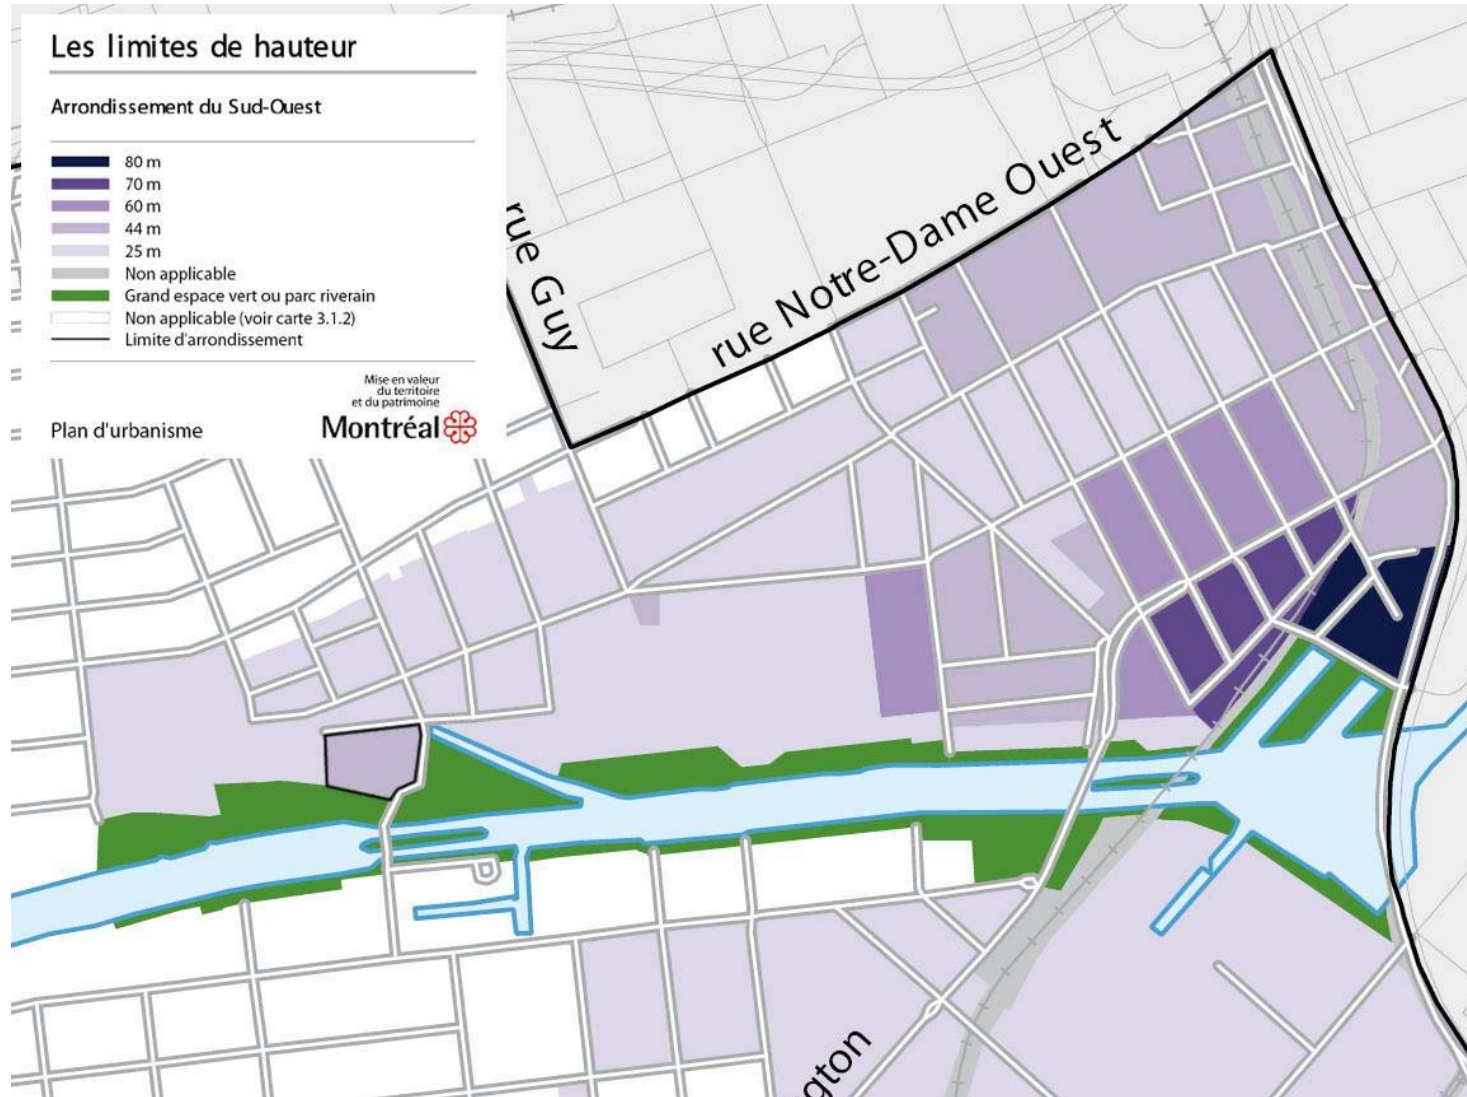 Les limites de hauteur
Arrondissement du Sud-Ouest
80 m
70 m
60 m
44 m
25 m
Non applicable
Grand espace vert ou parc riverain
Non applicable (voir carte 3.1.2)
Limite d'arrondissement
Mise en valeur
du territoire
et du patrimoine
Plan d'urbanisme
Montréal
rue Guy
rue Notre-Dame Ouest
gton